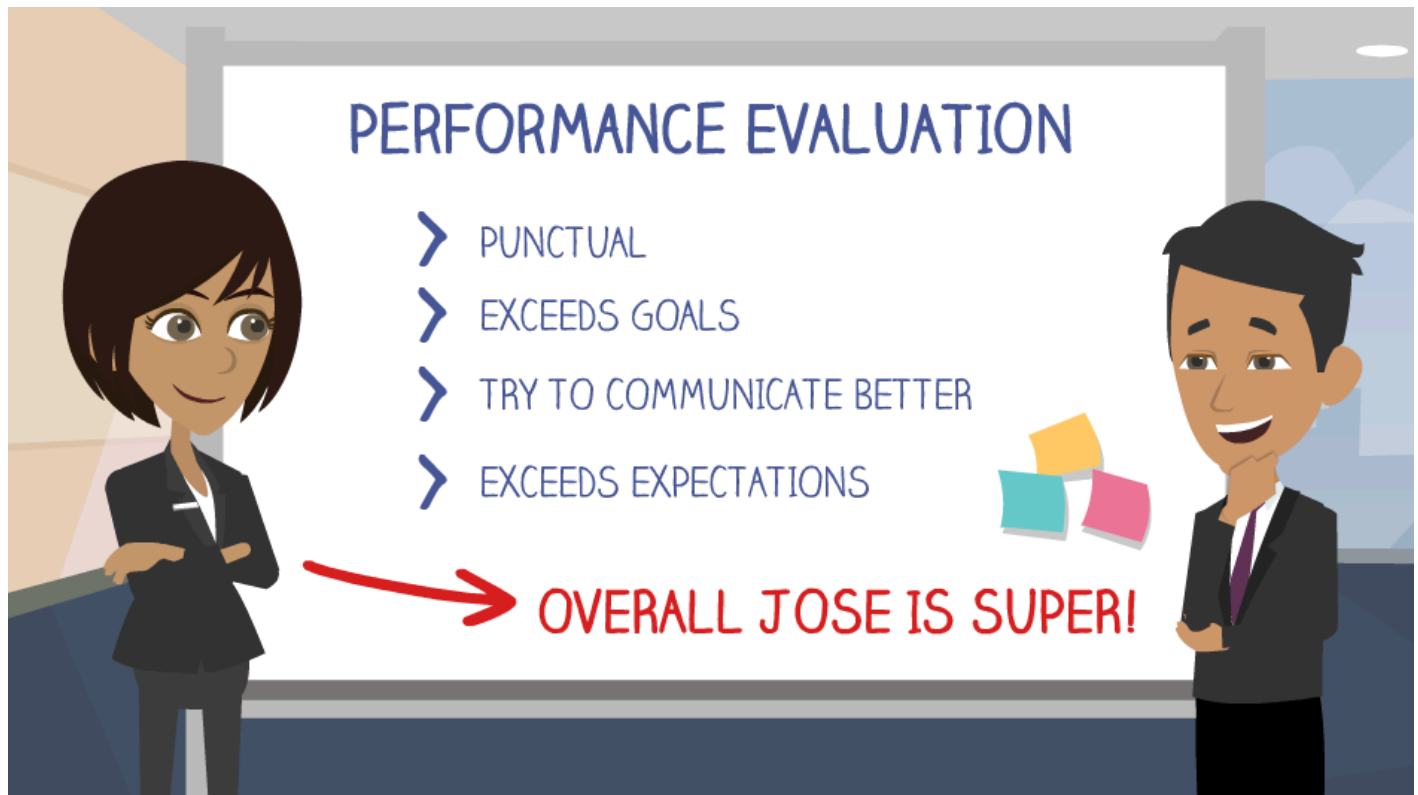 PERFORMANCE EVALUATION
PUNCTUAL
EXCEEDS GOALS
TRY TO COMMUNICATE BETTER
EXCEEDS EXPECTATIONS
OVERALL JOSE IS SUPER!